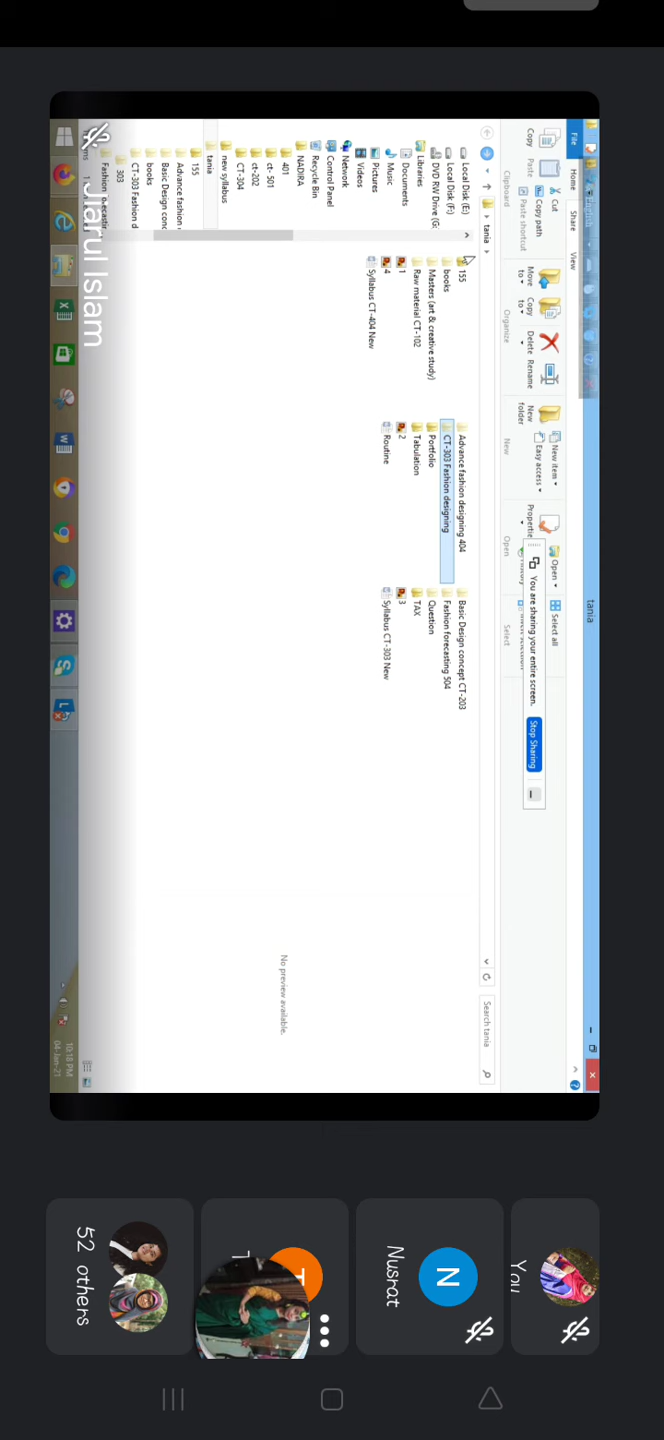 tania
File
Home
Share
View
Copy
Paste
Cut
Copy path
Paste shortcut
Clipboard
Move
to
Copy
to
Delete
Rename
Organize
New
folder
New item
Easy access
New
Open
Open
Select all
Select
You are sharing your entire screen.
Stop Sharing
tania
Search tania
Local Disk (E:)
Local Disk (F:)
DVD RW Drive (G:
Libraries
Documents
Music
Pictures
Videos
Network
Control Panel
Recycle Bin
NADIRA
401
ct- 501
ct-202
CT-304
new syllabus
tania
155
Advance fashion
Basic Design conc
books
CT-303 Fashion d
303
155
Advance fashion designing 404
Basic Design concept CT-203
books
CT-303 Fashion designing
Fashion forecasting 504
Masters (art & creative study)
Portfolio
Question
Raw material CT-102
Tabulation
TAX
1
2
3
4
Routine
Syllabus CT-303 New
Syllabus CT-404 New
No preview available.
Islam
10:18 PM
04-Jan-21
You
Nusrat
N
T
52 others